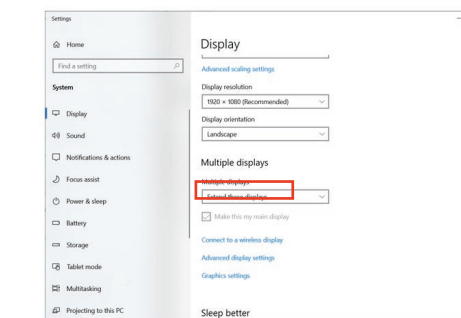 Settings
Home
Find a setting
System
Display
Sound
Notifications & actions
Focus assist
Power & sleep
Battery
Storage
Tablet mode
Multitasking
Projecting to this PC
Display
Advanced scaling settings
Display resolution
1920 × 1080 (Recommended)
Display orientation
Landscape
Multiple displays
Multiple displays
Extend these displays
Make this my main display
Connect to a wireless display
Advanced display settings
Graphics settings
Sleep better